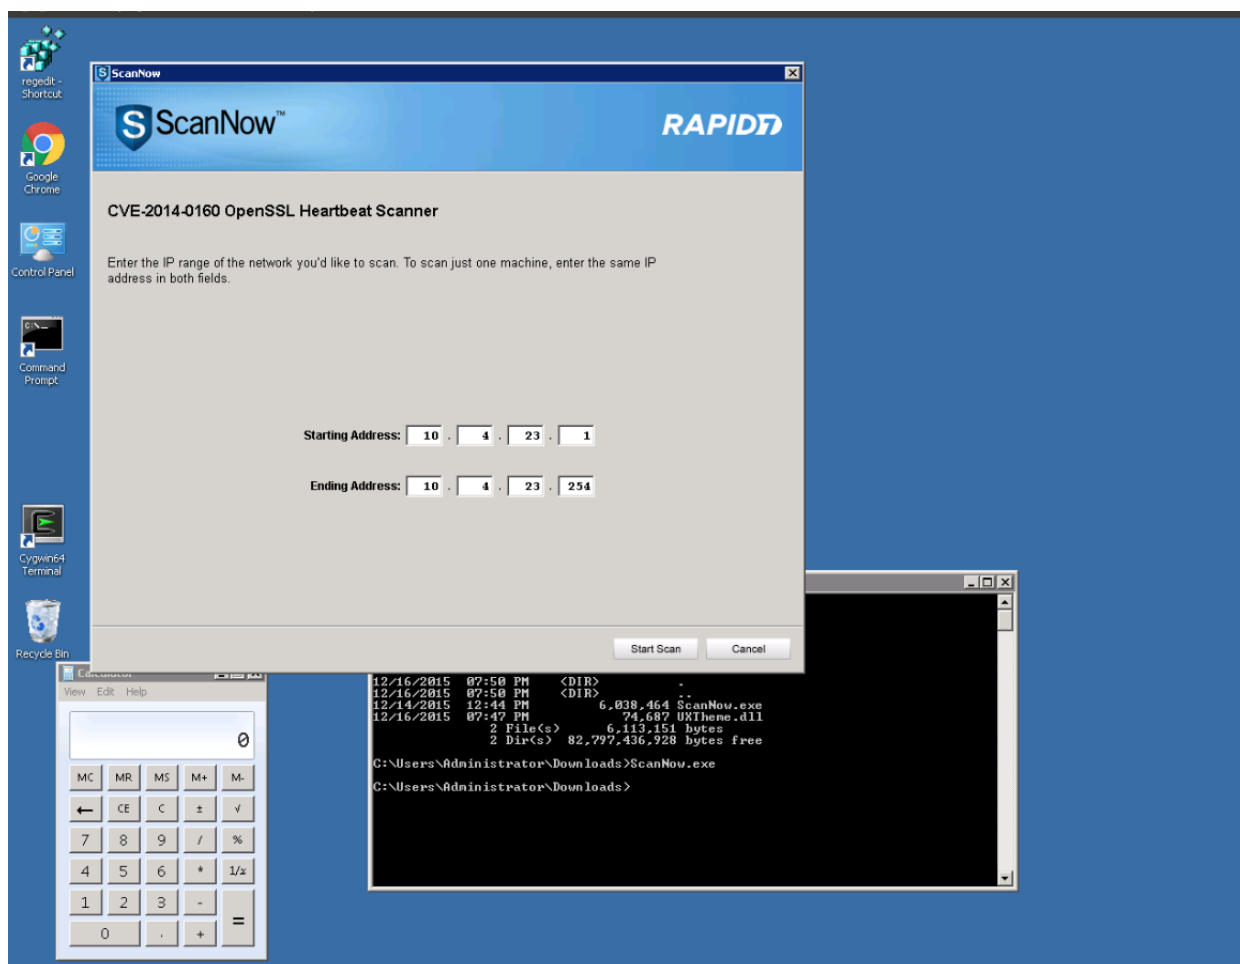 regedit -
Shortcut
Google
Chrome
Control Panel
C:\_
Command
Prompt
Cygwin64
Terminal
Recycle Bin
S ScanNow
S ScanNow™
RAPID7
CVE-2014-0160 OpenSSL Heartbeat Scanner
Enter the IP range of the network you'd like to scan. To scan just one machine, enter the same IP
address in both fields.
Starting Address: 10 . 4 . 23 . 1
Ending Address: 10 . 4 . 23 . 254
Start Scan Cancel
12/16/2015 07:50 PM <DIR> .
12/16/2015 07:50 PM <DIR> ..
12/14/2015 12:44 PM 6,038,464 ScanNow.exe
12/16/2015 07:47 PM 74,687 UXTheme.dll
2 File(s) 6,113,151 bytes
2 Dir(s) 82,797,436,928 bytes free
C:\Users\Administrator\Downloads>ScanNow.exe
C:\Users\Administrator\Downloads>
Calculator
View Edit Help
0
MC MR MS M+ M-
← CE C ± √
7 8 9 / %
4 5 6 * 1/x
1 2 3 -
=
0 . +